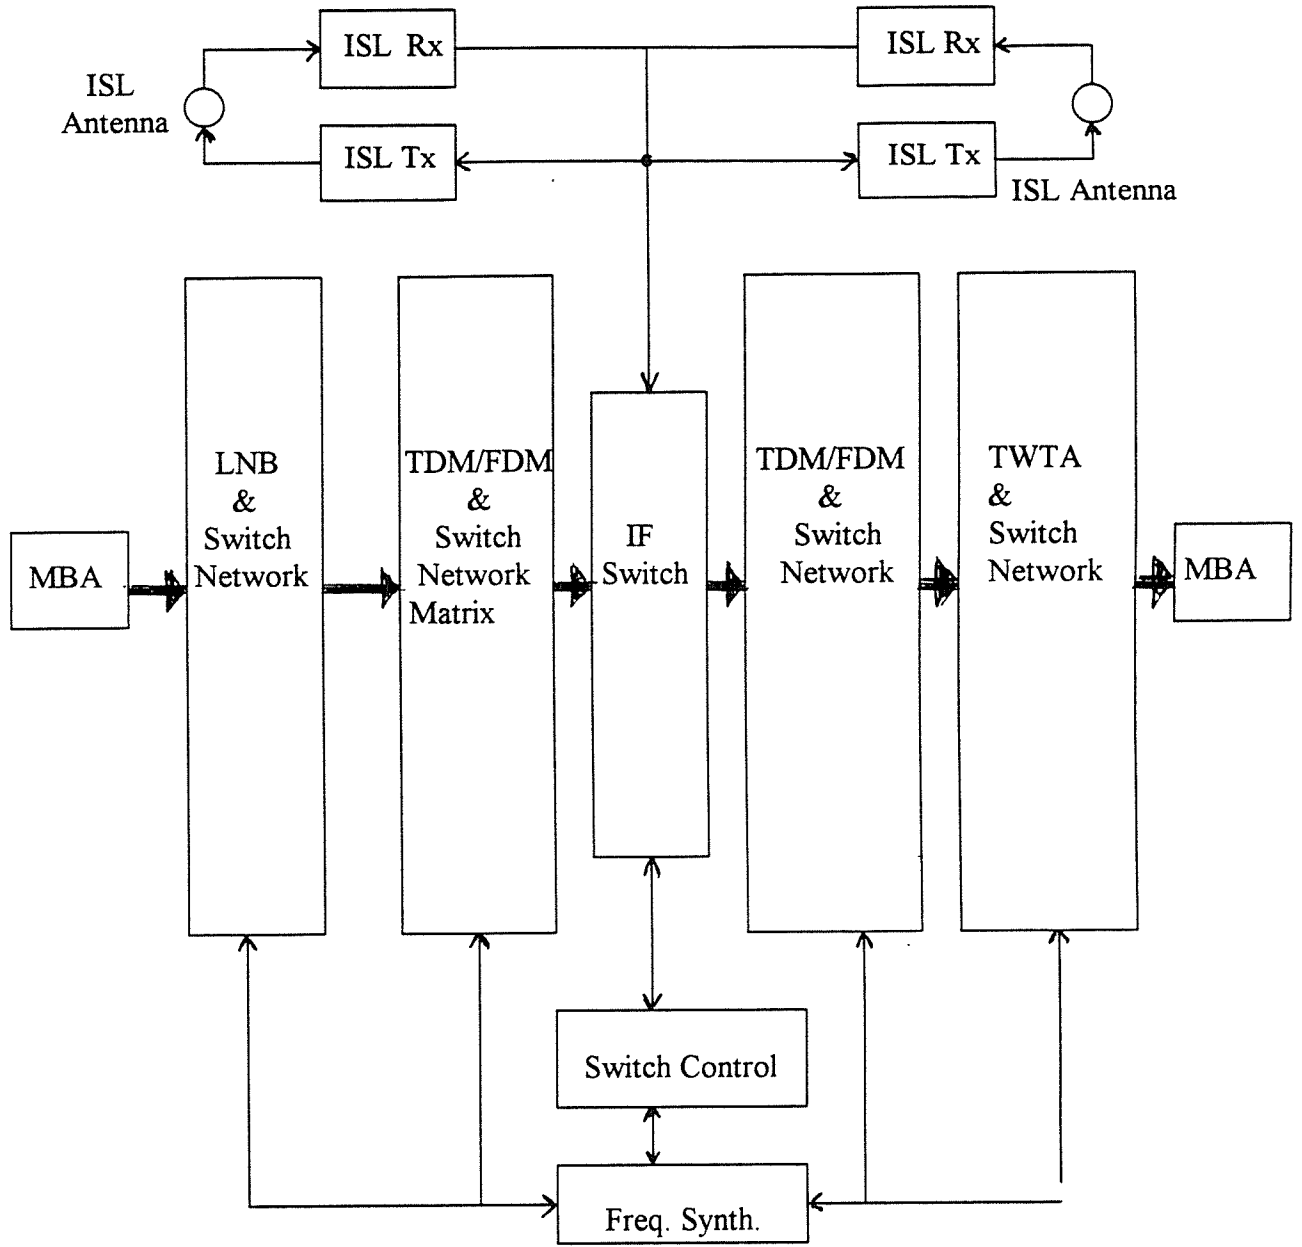 ISL Rx
ISL Rx
ISL
Antenna
ISL Tx
ISL Tx
ISL Antenna
MBA
LNB
&
Switch
Network
TDM/FDM
&
Switch
Network
Matrix
IF
Switch
TDM/FDM
&
Switch
Network
TWTA
&
Switch
Network
MBA
Switch Control
Freq. Synth.